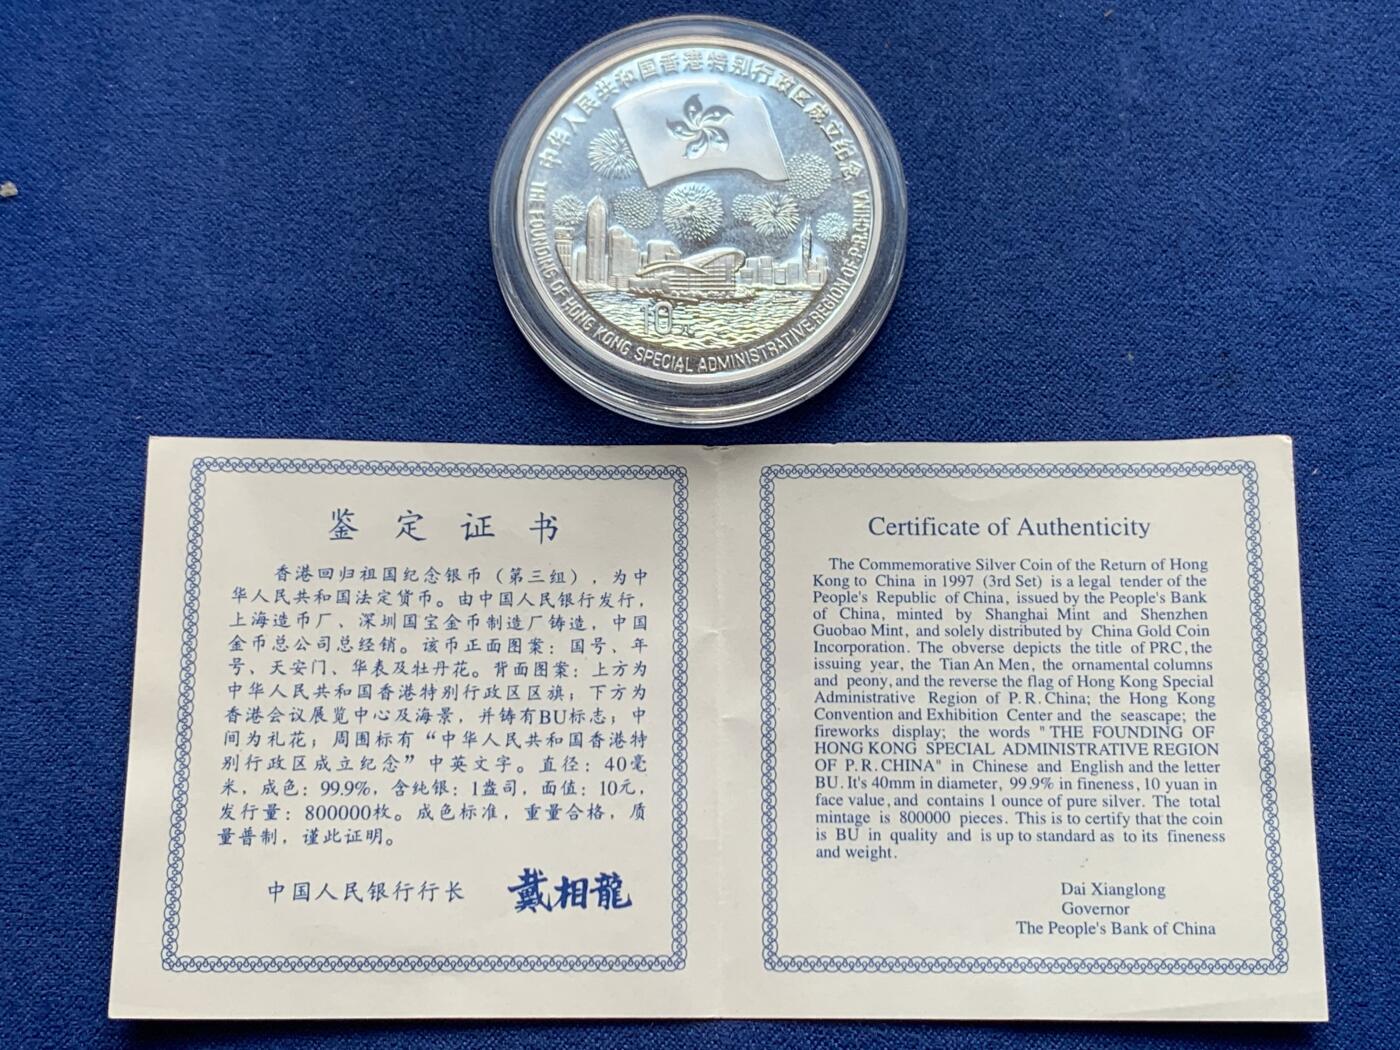 中华人民共和国香港特别行政区成立纪念
THE FOUNDING OF HONG KONG SPECIAL ADMINISTRATIVE REGION OF P.R.CHINA
10元
鉴定证书
香港回归祖国纪念银币（第三组），为中
华人民共和国法定货币。由中国人民银行发行，
上海造币厂、深圳国宝金币制造厂铸造，中国
金币总公司总经销。该币正面图案：国号、年
号、天安门、华表及牡丹花。背面图案：上方为
中华人民共和国香港特别行政区区旗；下方为
香港会议展览中心及海景，并铸有BU标志；中
间为礼花；周围标有“中华人民共和国香港特
别行政区成立纪念”中英文字。直径：40毫
米，成色：99.9%，含纯银：1盎司，面值：10元，
发行量：800000枚。成色标准，重量合格，质
量普制，谨此证明。
中国人民银行行长 戴相龍
Certificate of Authenticity
The Commemorative Silver Coin of the Return of Hong
Kong to China in 1997 (3rd Set) is a legal tender of the
People's Republic of China, issued by the People's Bank
of China, minted by Shanghai Mint and Shenzhen
Guobao Mint, and solely distributed by China Gold Coin
Incorporation. The obverse depicts the title of PRC, the
issuing year, the Tian An Men, the ornamental columns
and peony, and the reverse the flag of Hong Kong Special
Administrative Region of P.R. China; the Hong Kong
Convention and Exhibition Center and the seascape; the
fireworks display; the words "THE FOUNDING OF
HONG KONG SPECIAL ADMINISTRATIVE REGION
OF P.R. CHINA" in Chinese and English and the letter
BU. It's 40mm in diameter, 99.9% in fineness, 10 yuan in
face value, and contains 1 ounce of pure silver. The total
mintage is 800000 pieces. This is to certify that the coin
is BU in quality and is up to standard as to its fineness
and weight.
Dai Xianglong
Governor
The People's Bank of China